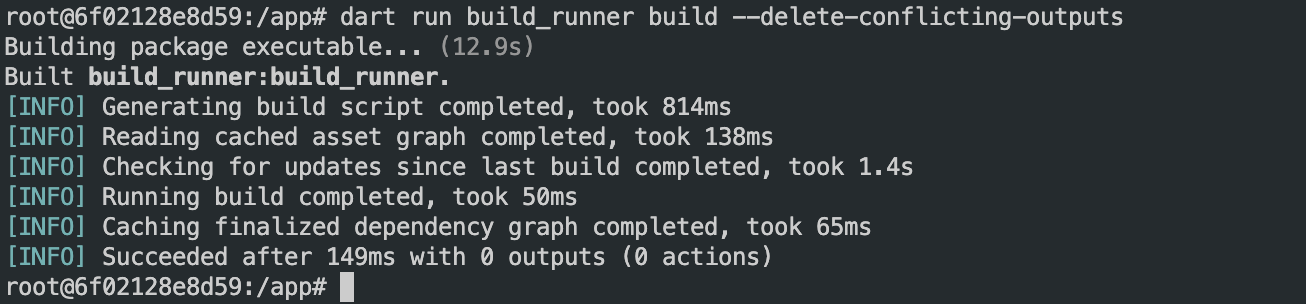 root@6f02128e8d59:/app# dart run build_runner build --delete-conflicting-outputs
Building package executable... (12.9s)
Built build_runner:build_runner.
[INFO] Generating build script completed, took 814ms
[INFO] Reading cached asset graph completed, took 138ms
[INFO] Checking for updates since last build completed, took 1.4s
[INFO] Running build completed, took 50ms
[INFO] Caching finalized dependency graph completed, took 65ms
[INFO] Succeeded after 149ms with 0 outputs (0 actions)
root@6f02128e8d59:/app#